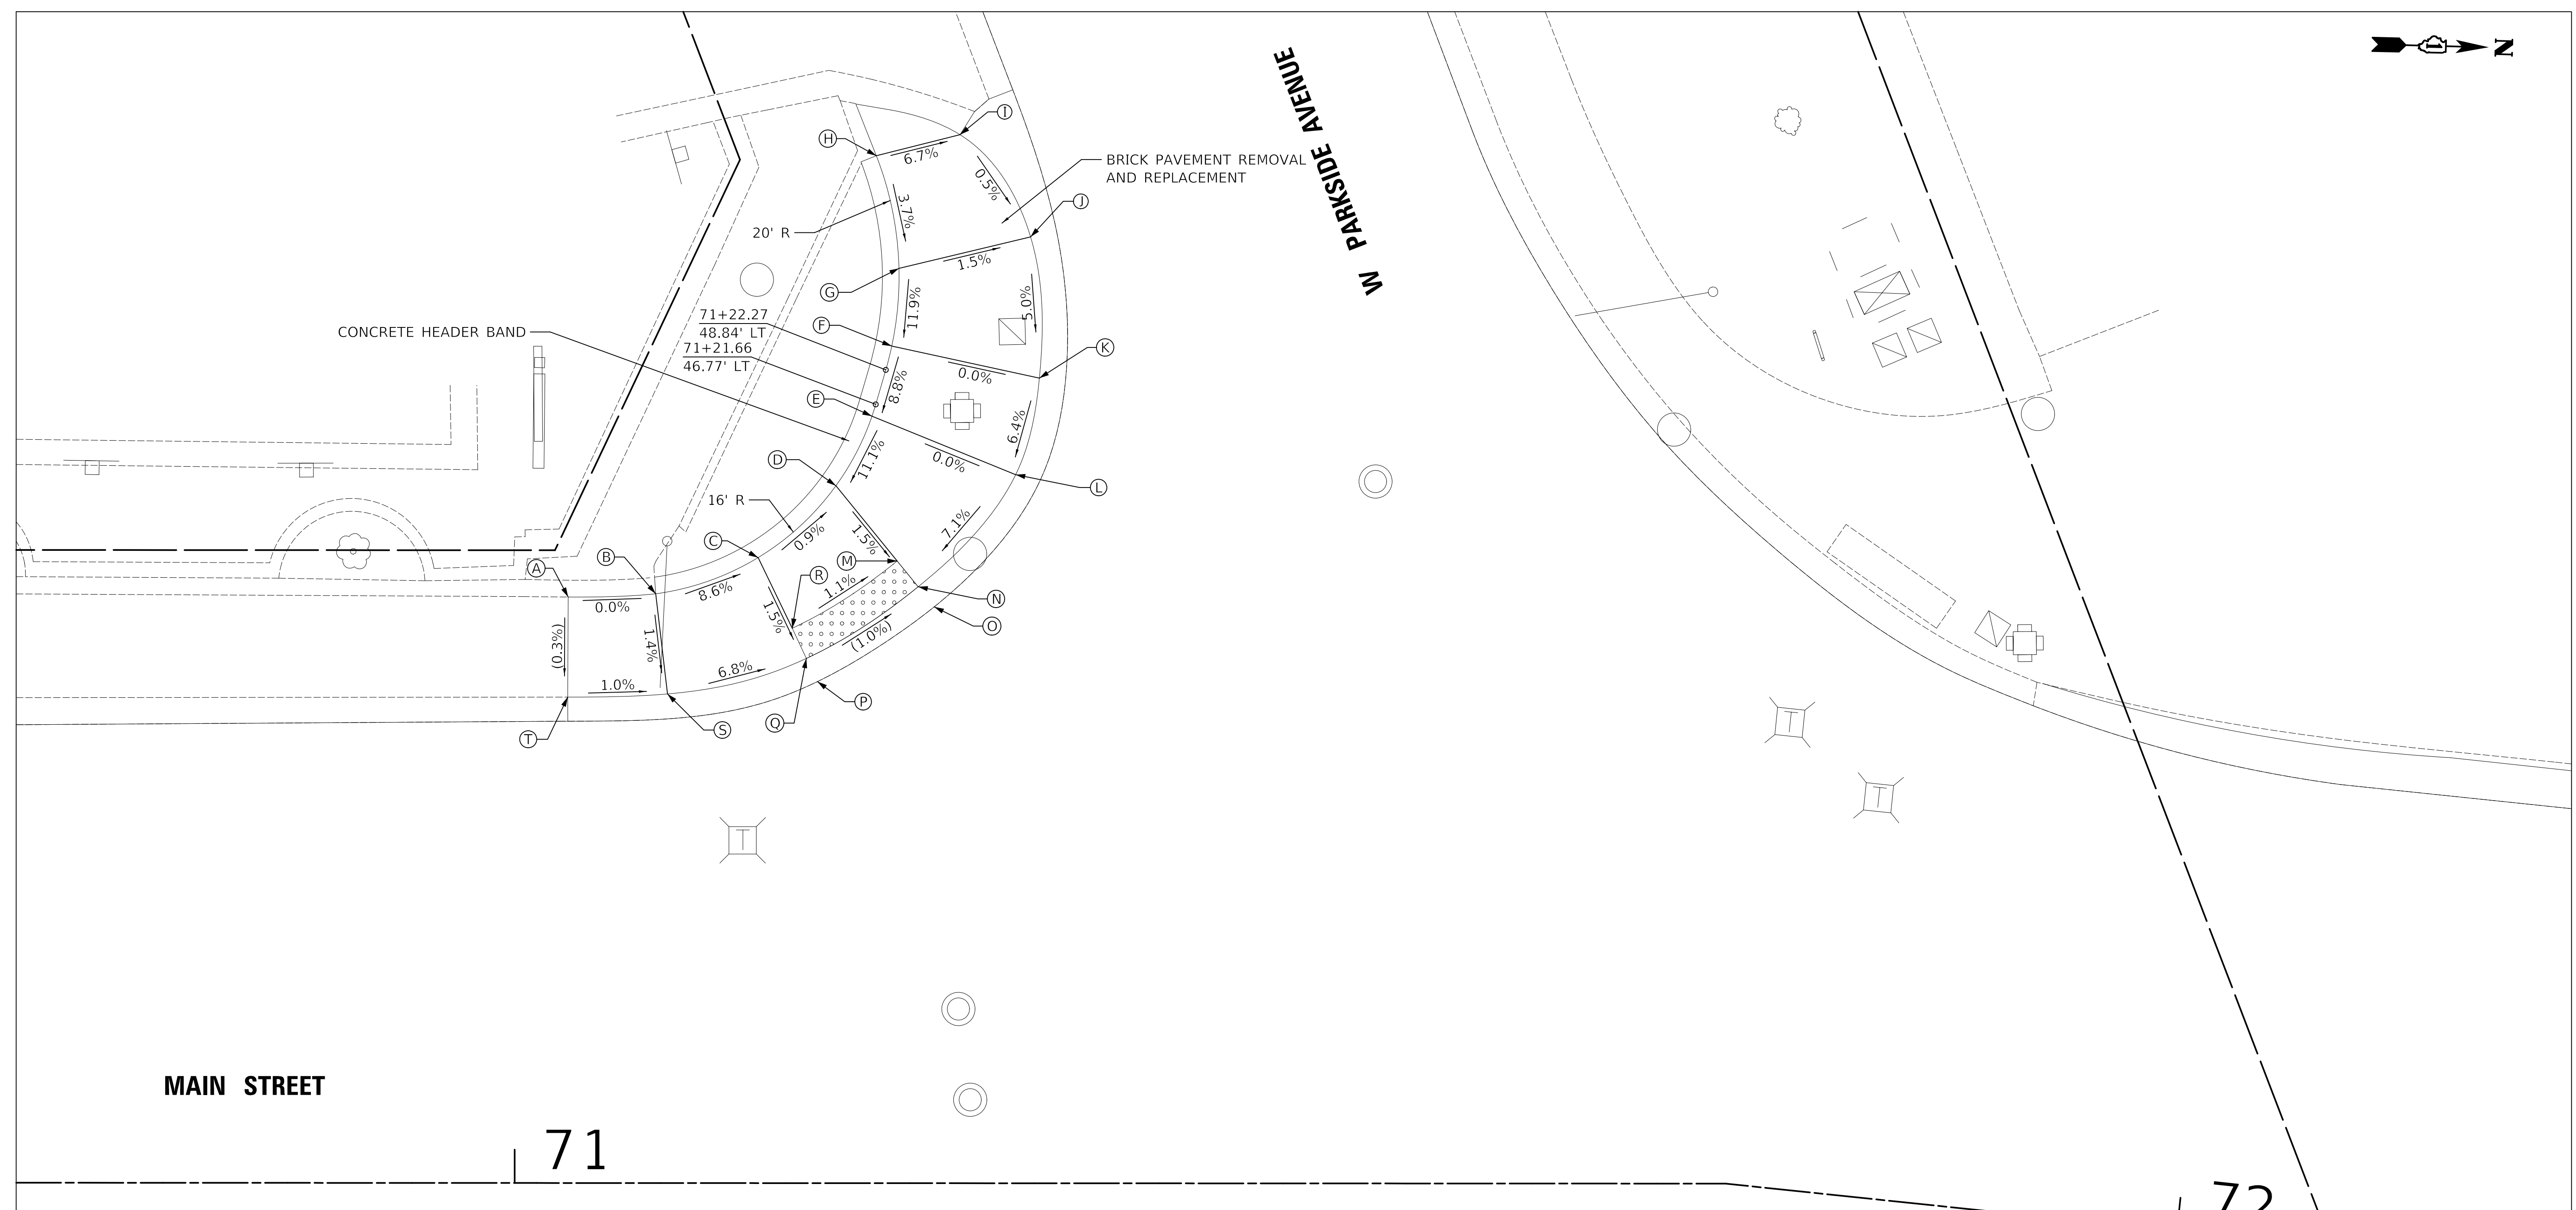 N
W PARKSIDE AVENUE
I
H
6.7%
BRICK PAVEMENT REMOVAL
AND REPLACEMENT
0.5%
J
3.7%
20' R
1.5%
G
11.9%
5.0%
71+22.27
48.84' LT
F
CONCRETE HEADER BAND
71+21.66
46.77' LT
K
0.0%
8.8%
E
6.4%
11.1%
0.0%
D
L
16' R
7.1%
0.9%
1.5%
C
B
M
A
R
1.1%
8.6%
0.0%
N
1.5%
O
(1.0%)
(0.3%)
1.4%
6.8%
1.0%
P
Q
S
T
T
T
T
MAIN STREET
71
72